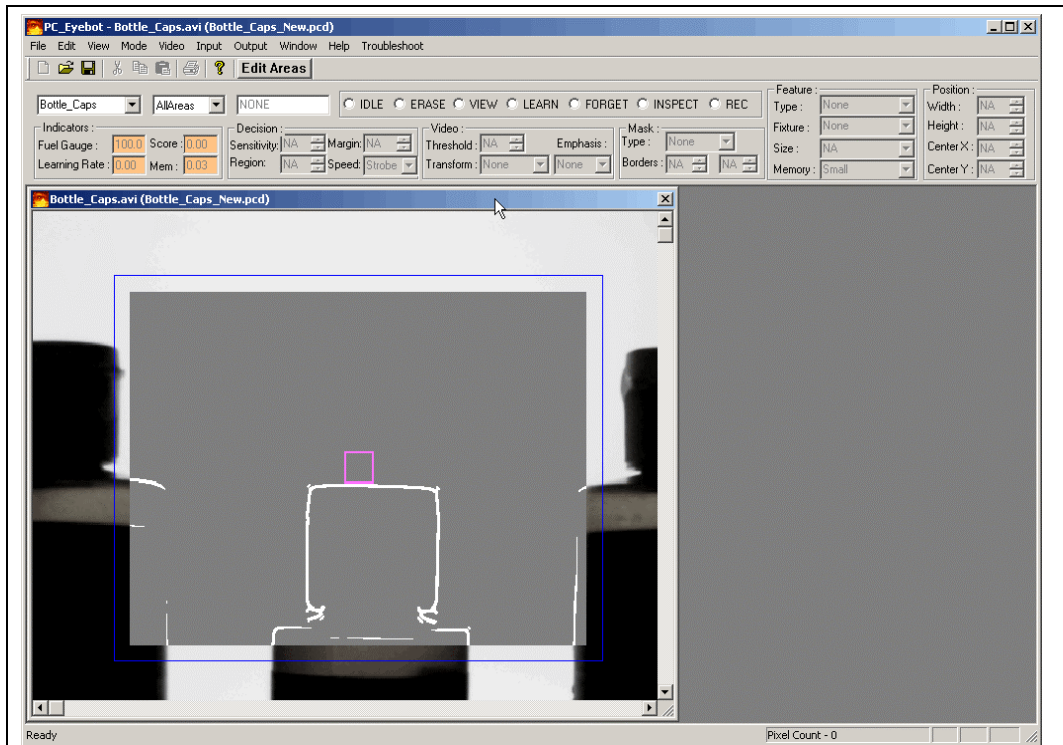 PC_Eyebot - Bottle_Caps.avi (Bottle_Caps_New.pcd)
File Edit View Mode Video Input Output Window Help Troubleshoot
Edit Areas
Bottle_Caps AllAreas NONE IDLE ERASE VIEW LEARN FORGET INSPECT REC
Feature : Position :
Type : None Width : NA
Indicators : Decision : Video : Mask :
Fixture : None Height : NA
Fuel Gauge : 100.0 Score : 0.00 Sensitivity: NA Margin: NA Threshold : NA Emphasis : Type : None
Size : NA Center X : NA
Learning Rate : 0.00 Mem : 0.03 Region: NA Speed: Strobe Transform : None None Borders : NA NA
Memory : Small Center Y : NA
Bottle_Caps.avi (Bottle_Caps_New.pcd)
Ready Pixel Count - 0